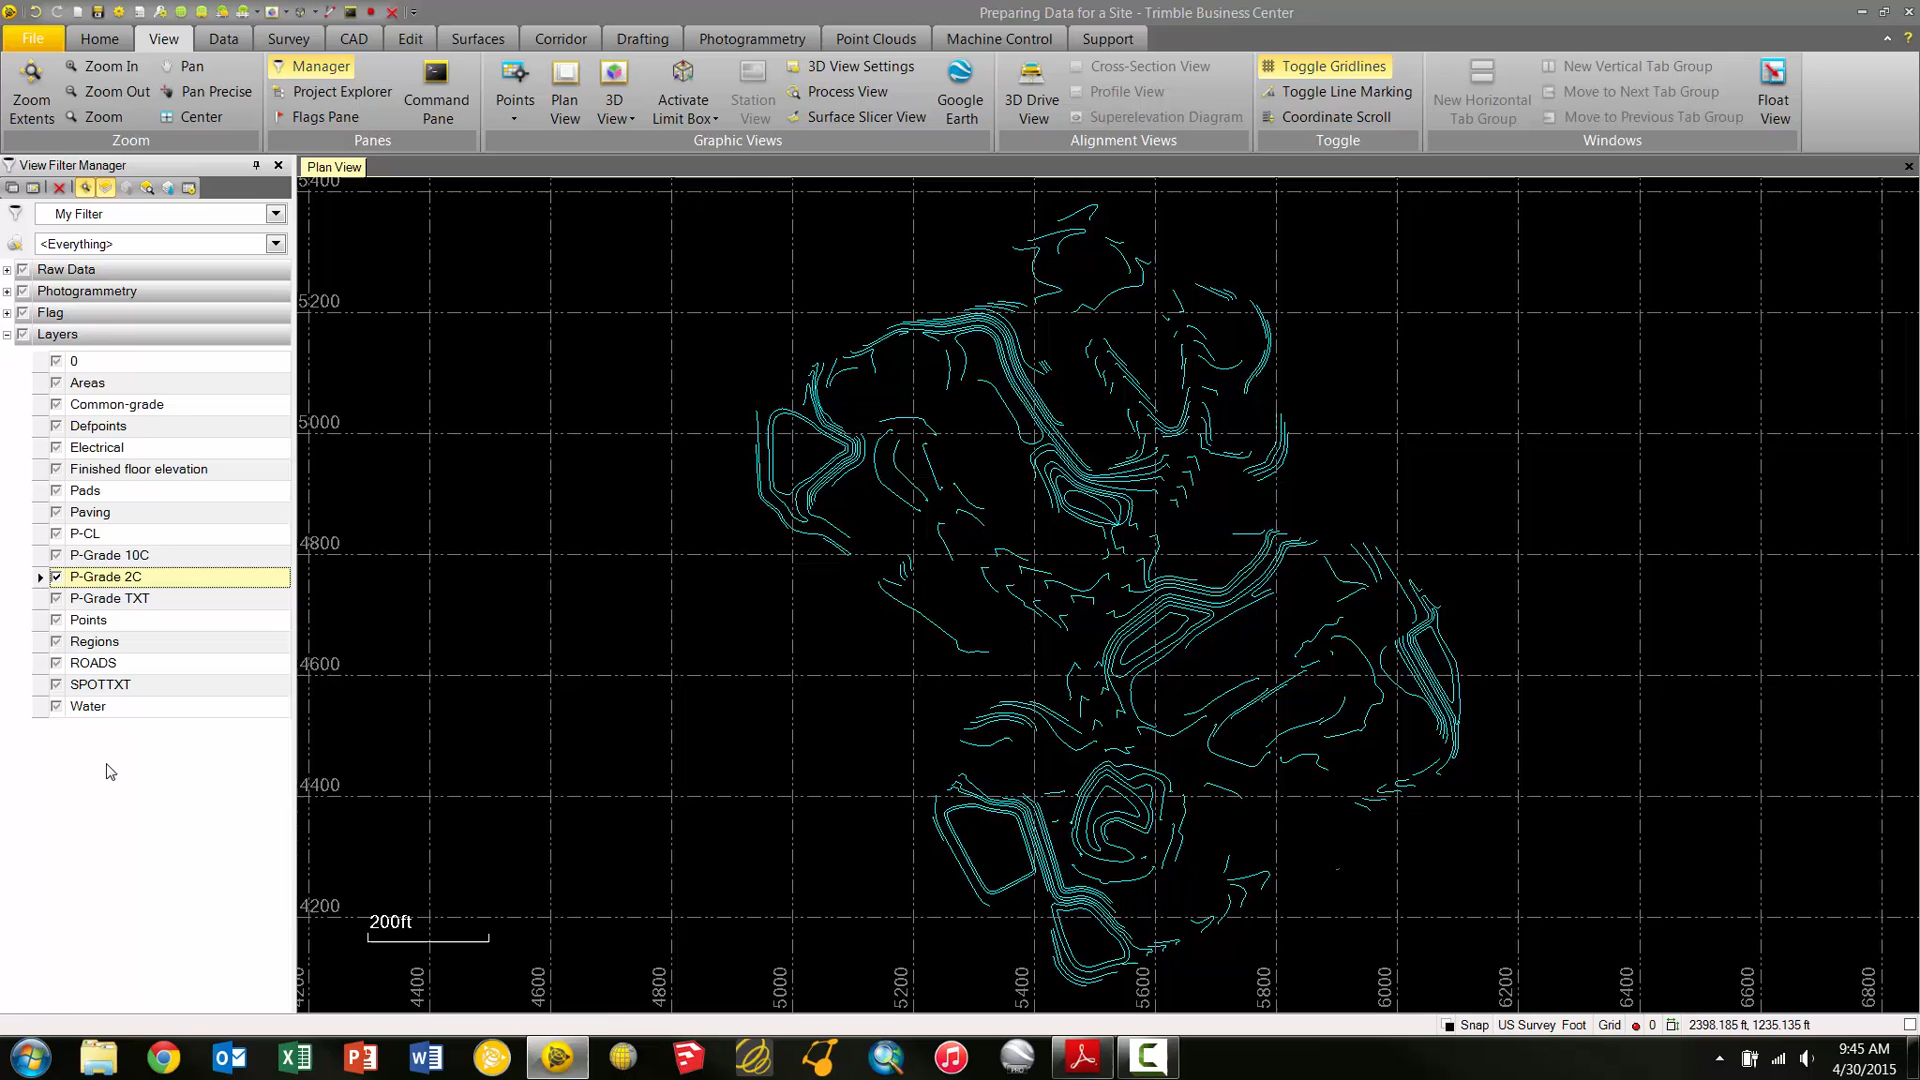 Preparing Data for a Site - Trimble Business Center
File Home View Data Survey CAD Edit Surfaces Corridor Drafting Photogrammetry Point Clouds Machine Control Support
Zoom Extents
Zoom In
Zoom Out
Zoom
Pan
Pan Precise
Center
Zoom
Manager
Project Explorer
Flags Pane
Command Pane
Panes
Points
Plan View
3D View
Activate Limit Box
Station View
3D View Settings
Process View
Surface Slicer View
Google Earth
Graphic Views
3D Drive View
Cross-Section View
Profile View
Superelevation Diagram
Alignment Views
Toggle Gridlines
Toggle Line Marking
Coordinate Scroll
Toggle
New Horizontal Tab Group
New Vertical Tab Group
Move to Next Tab Group
Move to Previous Tab Group
Float View
Windows
View Filter Manager
Plan View
My Filter
<Everything>
Raw Data
Photogrammetry
Flag
Layers
0
Areas
Common-grade
Defpoints
Electrical
Finished floor elevation
Pads
Paving
P-CL
P-Grade 10C
P-Grade 2C
P-Grade TXT
Points
Regions
ROADS
SPOTTXT
Water
5400
5200
5000
4800
4600
4400
4200
200ft
4200 4400 4600 4800 5000 5200 5400 5600 5800 6000 6200 6400 6600 6800
Snap US Survey Foot Grid 0 2398.185 ft, 1235.135 ft
9:45 AM
4/30/2015